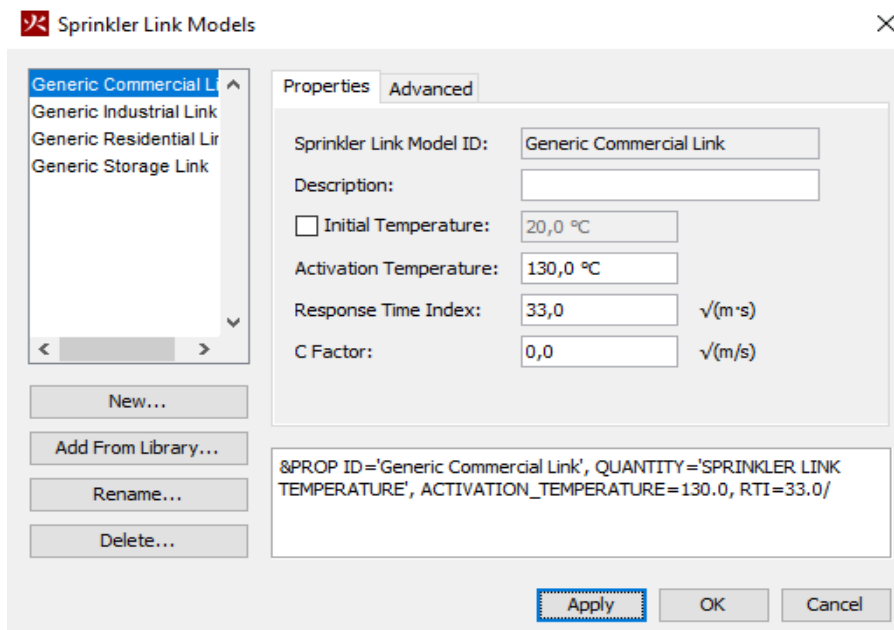 Sprinkler Link Models
Generic Commercial Li
Generic Industrial Link
Generic Residential Lin
Generic Storage Link
New...
Add From Library...
Rename...
Delete...
Properties
Advanced
Sprinkler Link Model ID: Generic Commercial Link
Description:
Initial Temperature: 20,0 °C
Activation Temperature: 130,0 °C
Response Time Index: 33,0 √(m·s)
C Factor: 0,0 √(m/s)
&PROP ID='Generic Commercial Link', QUANTITY='SPRINKLER LINK
TEMPERATURE', ACTIVATION_TEMPERATURE=130.0, RTI=33.0/
Apply OK Cancel